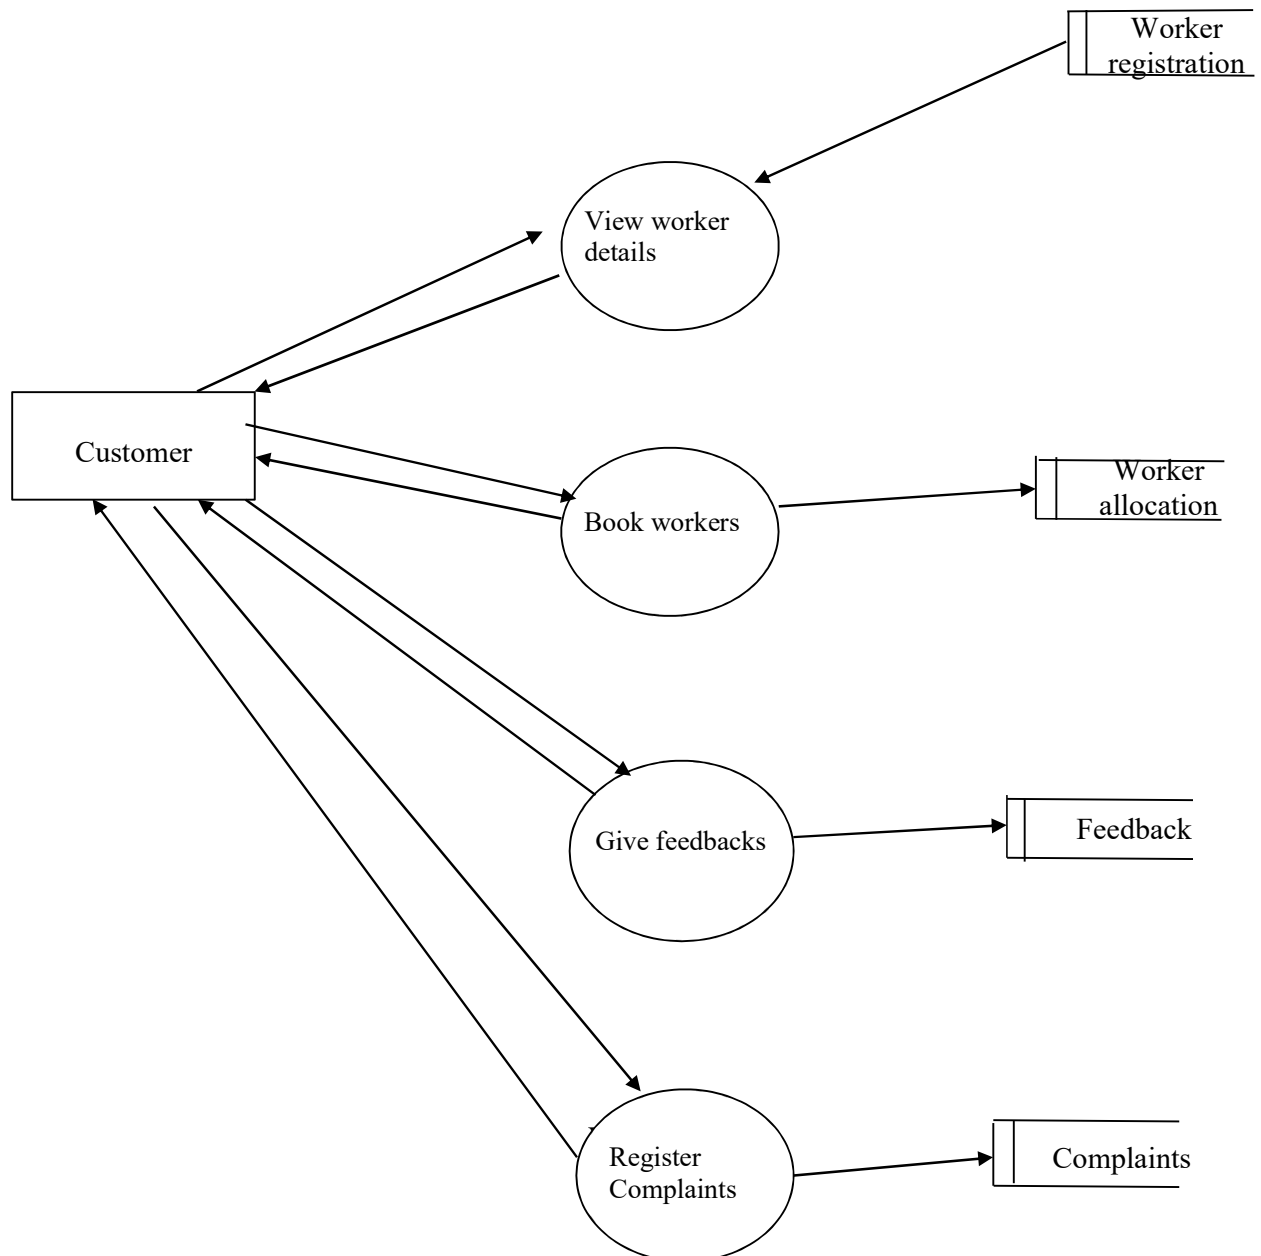 Worker
registration
View worker
details
Customer
Book workers
Worker
allocation
Give feedbacks
Feedback
Register
Complaints
Complaints